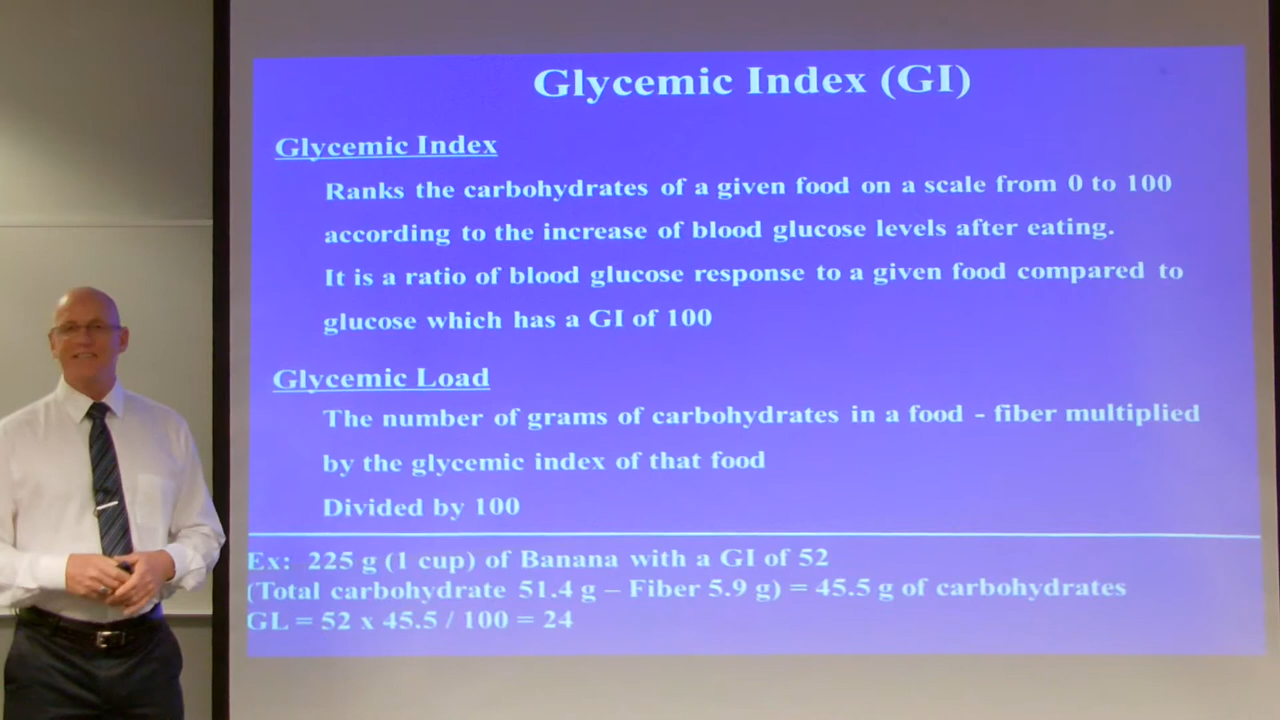 Glycemic Index (GI)
Glycemic Index
Ranks the carbohydrates of a given food on a scale from 0 to 100
according to the increase of blood glucose levels after eating.
It is a ratio of blood glucose response to a given food compared to
glucose which has a GI of 100
Glycemic Load
The number of grams of carbohydrates in a food - fiber multiplied
by the glycemic index of that food
Divided by 100
Ex: 225 g (1 cup) of Banana with a GI of 52
(Total carbohydrate 51.4 g – Fiber 5.9 g) = 45.5 g of carbohydrates
GL = 52 x 45.5 / 100 = 24